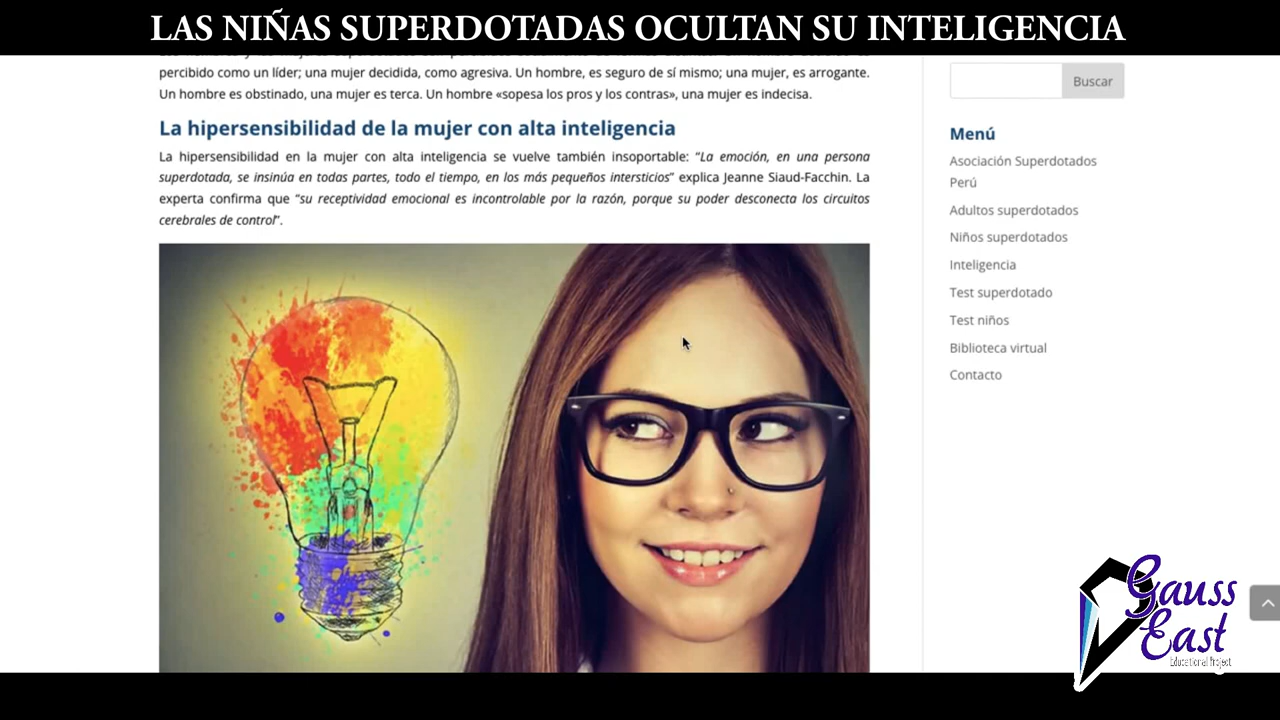 LAS NIÑAS SUPERDOTADAS OCULTAN SU INTELIGENCIA
percibido como un líder; una mujer decidida, como agresiva. Un hombre, es seguro de sí mismo; una mujer, es arrogante.
Un hombre es obstinado, una mujer es terca. Un hombre «sopesa los pros y los contras», una mujer es indecisa.
La hipersensibilidad de la mujer con alta inteligencia
La hipersensibilidad en la mujer con alta inteligencia se vuelve también insoportable: “La emoción, en una persona
superdotada, se insinúa en todas partes, todo el tiempo, en los más pequeños intersticios” explica Jeanne Siaud-Facchin. La
experta confirma que “su receptividad emocional es incontrolable por la razón, porque su poder desconecta los circuitos
cerebrales de control”.
Buscar
Menú
Asociación Superdotados
Perú
Adultos superdotados
Niños superdotados
Inteligencia
Test superdotado
Test niños
Biblioteca virtual
Contacto
Gauss
East
Educational Project